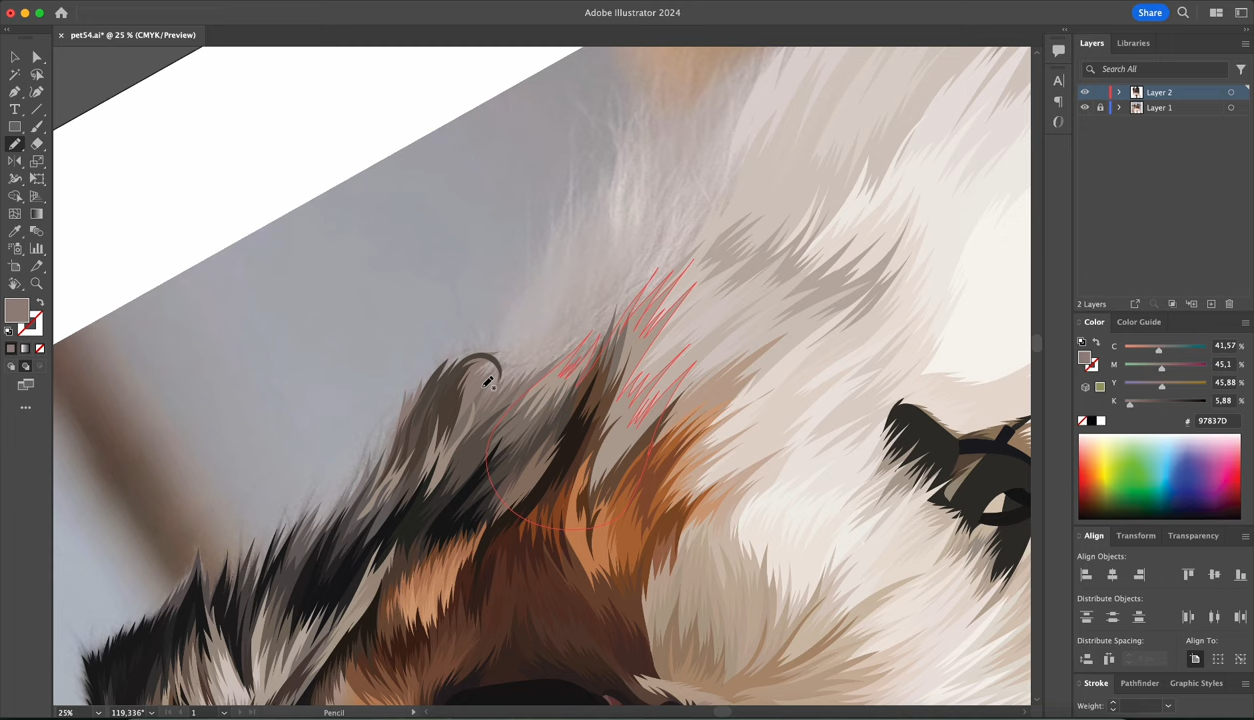 Adobe Illustrator 2024
Share
pet54.ai* @ 25 % (CMYK/Preview)
Layers
Libraries
Search All
Layer 2
Layer 1
2 Layers
Color
Color Guide
C
41,57
%
M
45,1
%
Y
45,88
%
K
5,88
%
#
97837D
Align
Transform
Transparency
Align Objects:
Distribute Objects:
Distribute Spacing:
Align To:
Stroke
Pathfinder
Graphic Styles
Weight:
25%
119,336°
1
Pencil